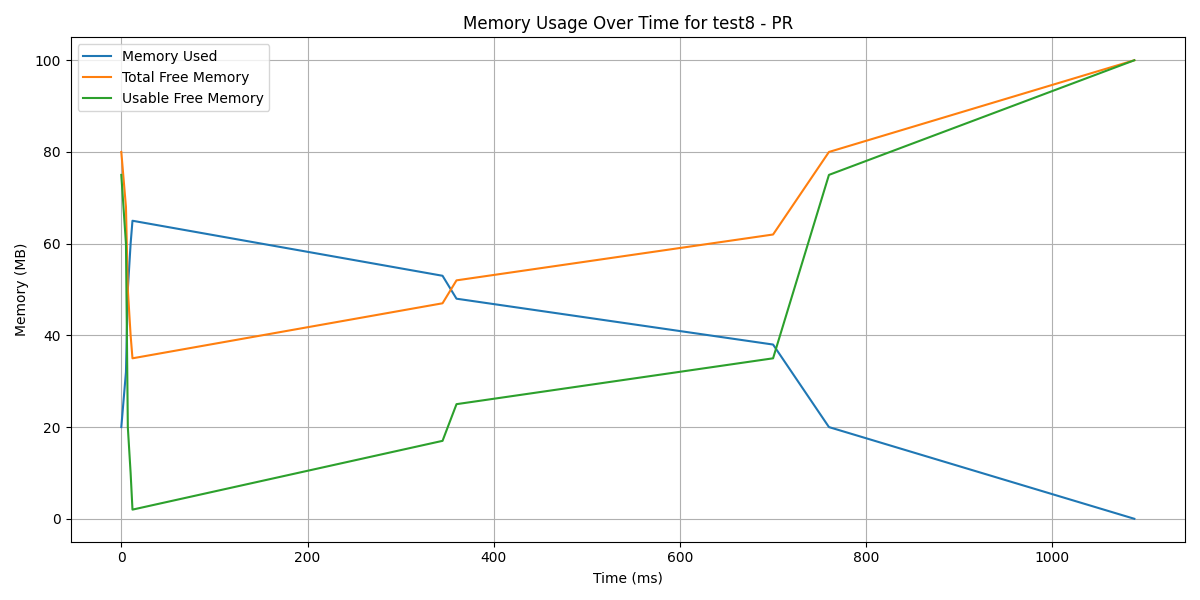 Memory Usage Over Time for test8 - PR
Memory Used
Total Free Memory
Usable Free Memory
Memory (MB)
100
80
60
40
20
0
0 200 400 600 800 1000
Time (ms)